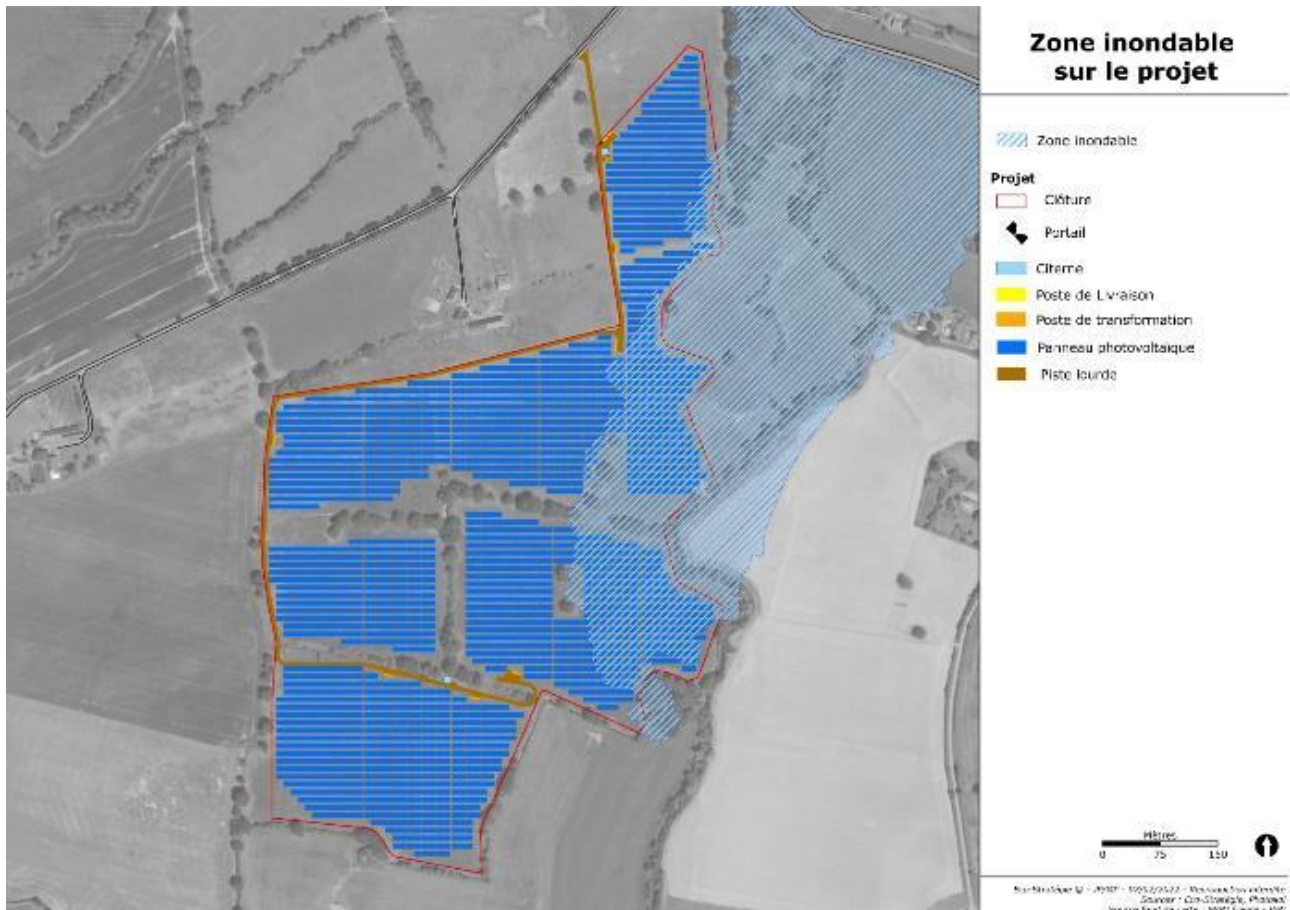 Zone inondable
sur le projet
Zone inondable
Projet
Clôture
Portail
Citerne
Poste de Livraison
Poste de transformation
Panneau photovoltaïque
Piste lourde
Mètres
0 75 150